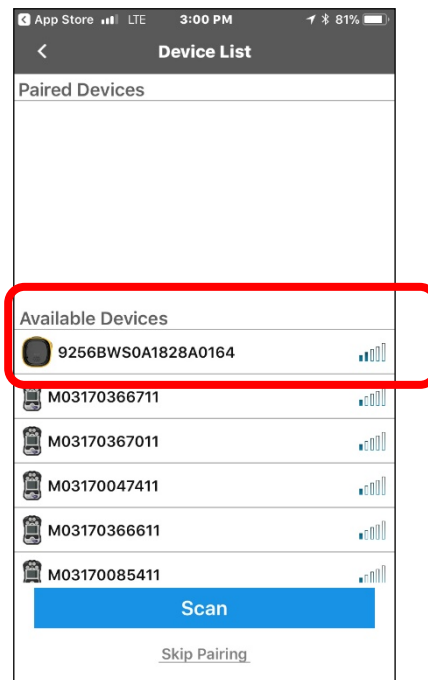 App Store LTE 3:00 PM 81%
Device List
Paired Devices
Available Devices
9256BWS0A1828A0164
M03170366711
M03170367011
M03170047411
M03170366611
M03170085411
Scan
Skip Pairing